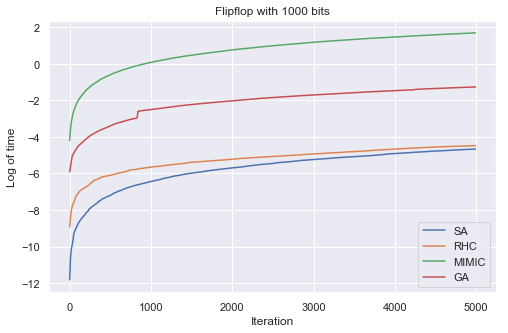 Flipflop with 1000 bits
Log of time
2
0
−2
−4
−6
−8
−10
−12
0
1000
2000
3000
4000
5000
Iteration
SA
RHC
MIMIC
GA